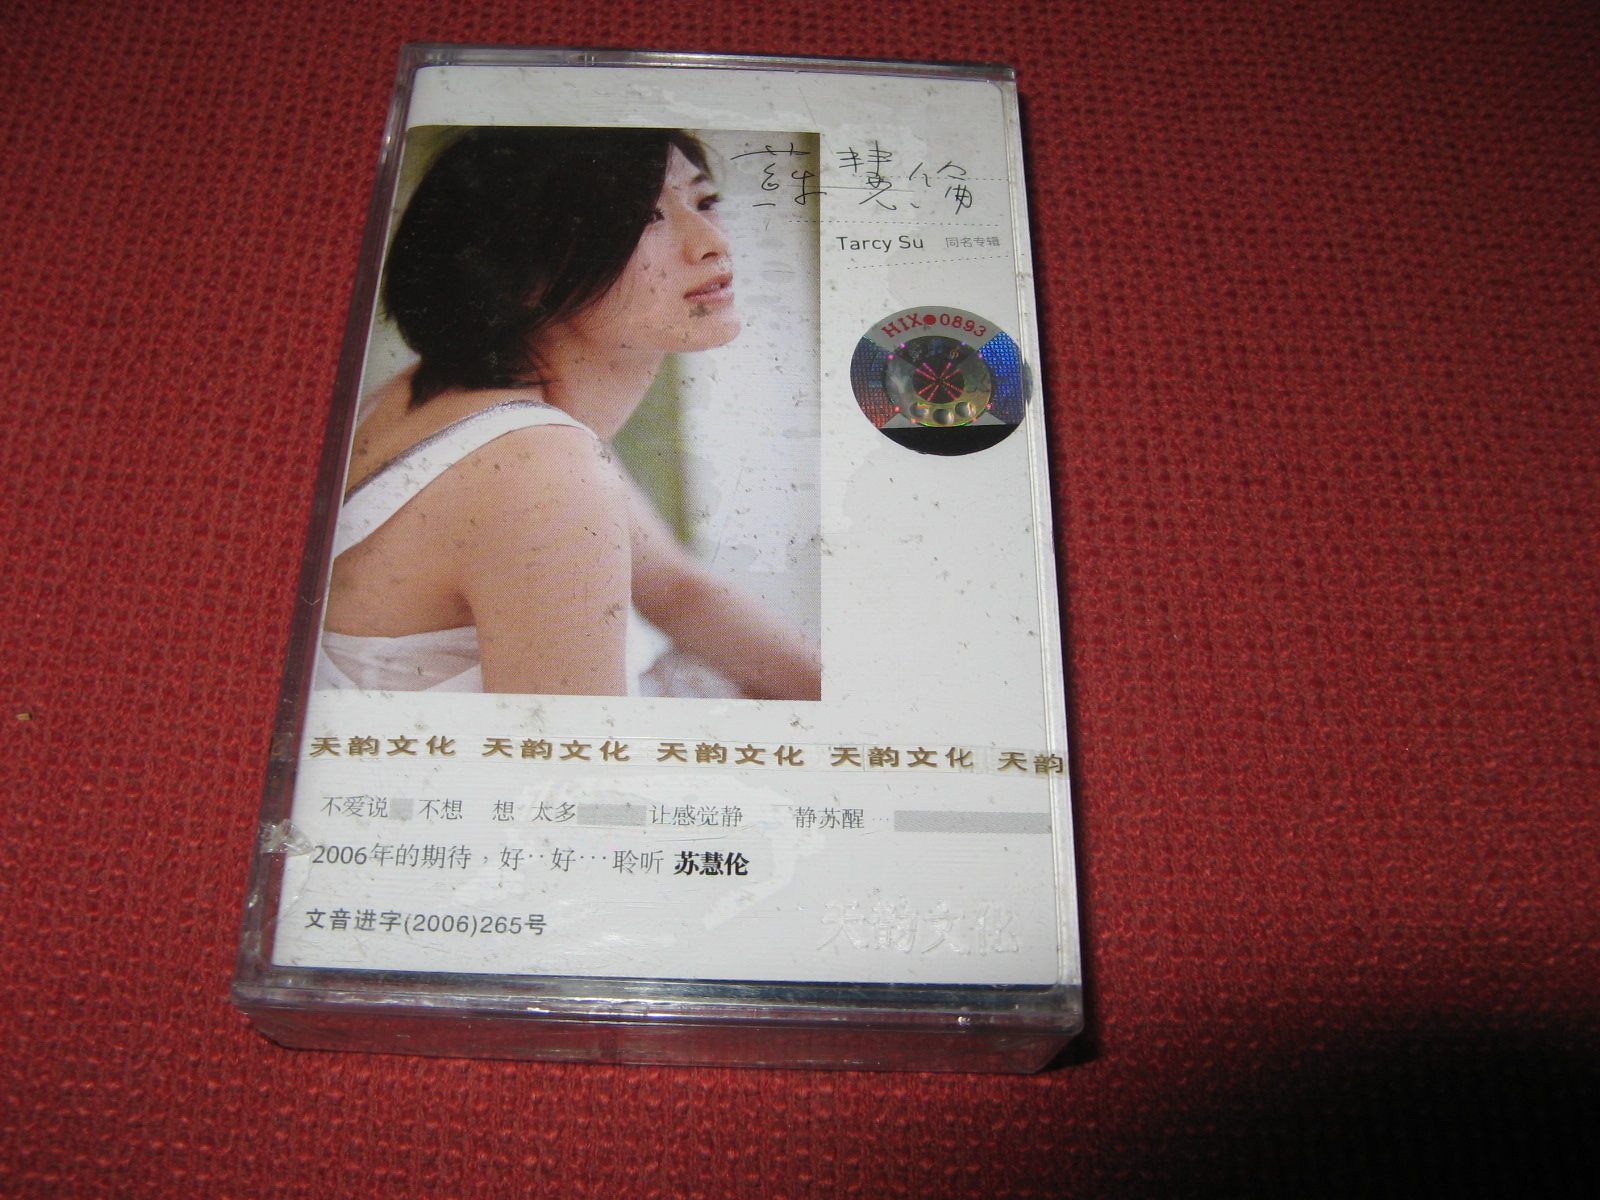 蘇慧倫
Tarcy Su 同名专辑
HIX●0893
天韵文化 天韵文化 天韵文化 天韵文化 天韵
不爱说 不想 想 太多 让感觉静 静苏醒…
2006年的期待，好‥好…聆听 苏慧伦
文音进字(2006)265号
天韵文化